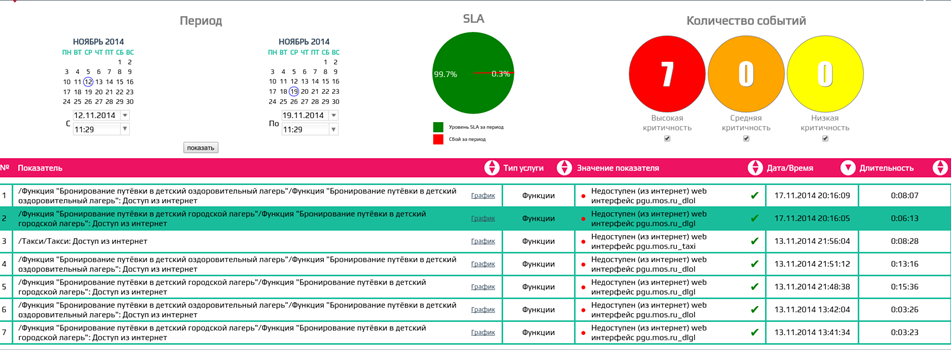 Период
SLA
Количество событий
НОЯБРЬ 2014
ПН ВТ СР ЧТ ПТ СБ ВС
1 2
3 4 5 6 7 8 9
10 11 12 13 14 15 16
17 18 19 20 21 22 23
24 25 26 27 28 29 30
С
12.11.2014
11:29
НОЯБРЬ 2014
ПН ВТ СР ЧТ ПТ СБ ВС
1 2
3 4 5 6 7 8 9
10 11 12 13 14 15 16
17 18 19 20 21 22 23
24 25 26 27 28 29 30
По
19.11.2014
11:29
показать
99.7%
0.3%
Уровень SLA за период
Сбой за период
7
0
0
Высокая
критичность
Средняя
критичность
Низкая
критичность
№ Показатель Тип услуги Значение показателя Дата/Время Длительность
1 /Функция "Бронирование путёвки в детский оздоровительный лагерь"/Функция "Бронирование путёвки в детский График Функции Недоступен (из интернет) web 17.11.2014 20:16:09 0:08:07
оздоровительный лагерь": Доступ из интернет интерфейс pgu.mos.ru_dlol
2 /Функция "Бронирование путёвки в детский городской лагерь"/Функция "Бронирование путёвки в детский График Функции Недоступен (из интернет) web 17.11.2014 20:16:05 0:06:13
городской лагерь": Доступ из интернет интерфейс pgu.mos.ru_dlgl
3 /Такси/Такси: Доступ из интернет График Функции Недоступен (из интернет) web 13.11.2014 21:56:04 0:08:28
интерфейс pgu.mos.ru_taxi
4 /Функция "Бронирование путёвки в детский оздоровительный лагерь"/Функция "Бронирование путёвки в детский График Функции Недоступен (из интернет) web 13.11.2014 21:51:12 0:13:16
оздоровительный лагерь": Доступ из интернет интерфейс pgu.mos.ru_dlol
5 /Функция "Бронирование путёвки в детский городской лагерь"/Функция "Бронирование путёвки в детский График Функции Недоступен (из интернет) web 13.11.2014 21:48:38 0:15:36
городской лагерь": Доступ из интернет интерфейс pgu.mos.ru_dlgl
6 /Функция "Бронирование путёвки в детский оздоровительный лагерь"/Функция "Бронирование путёвки в детский График Функции Недоступен (из интернет) web 13.11.2014 13:42:04 0:03:26
оздоровительный лагерь": Доступ из интернет интерфейс pgu.mos.ru_dlol
7 /Функция "Бронирование путёвки в детский городской лагерь"/Функция "Бронирование путёвки в детский График Функции Недоступен (из интернет) web 13.11.2014 13:41:34 0:03:23
городской лагерь": Доступ из интернет интерфейс pgu.mos.ru_dlgl